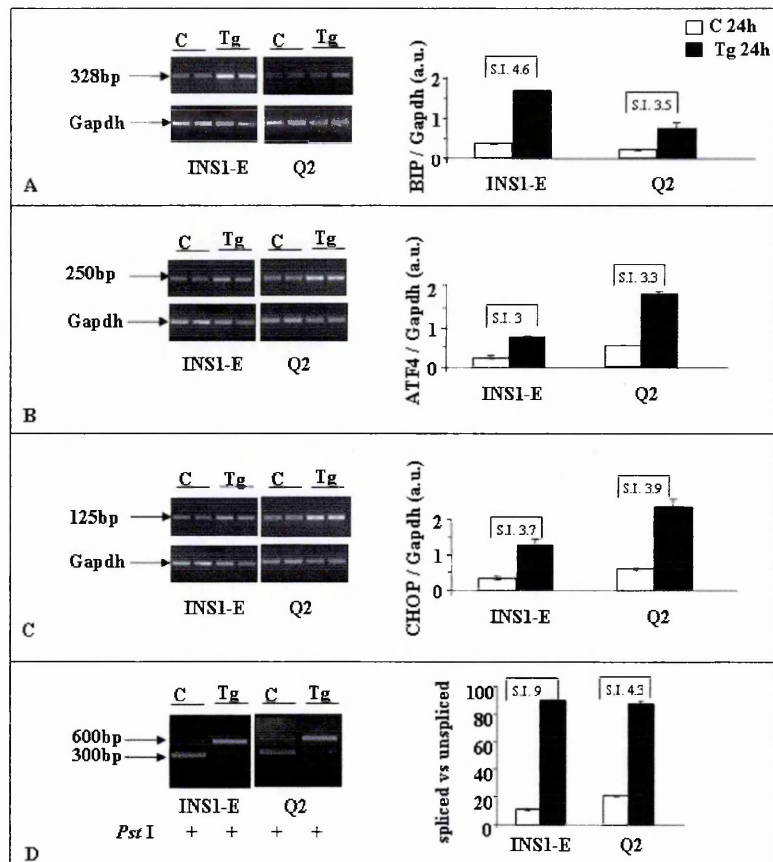 C Tg C Tg
328bp
Gapdh
INS1-E Q2
A
C 24h
Tg 24h
BIP / Gapdh (a.u.)
2
1
0
S.I. 4.6
S.I. 3.5
INS1-E Q2
C Tg C Tg
250bp
Gapdh
INS1-E Q2
B
ATF4 / Gapdh (a.u.)
2
1
0
S.I. 3
S.I. 3.3
INS1-E Q2
C Tg C Tg
125bp
Gapdh
INS1-E Q2
C
CHOP / Gapdh (a.u.)
2
1
0
S.I. 3.7
S.I. 3.9
INS1-E Q2
C Tg C Tg
600bp
300bp
INS1-E Q2
Pst I + + + +
D
spliced vs unspliced
100
80
60
40
20
0
S.I. 9
S.I. 4.3
INS1-E Q2